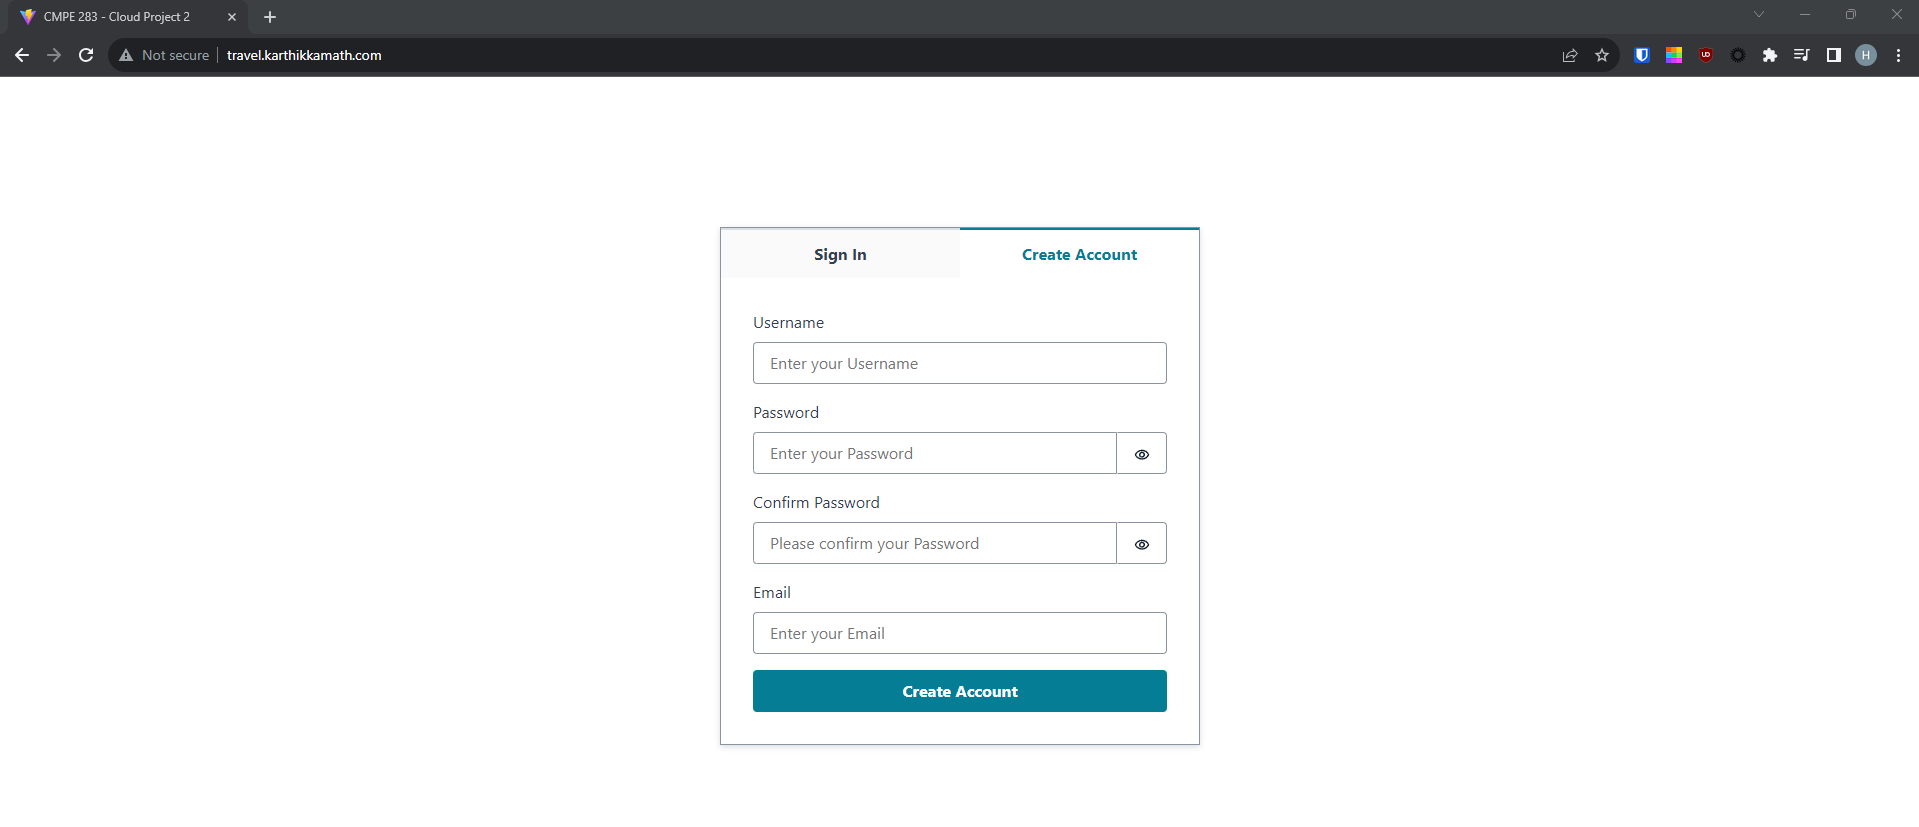 CMPE 283 - Cloud Project 2
Not secure travel.karthikkamath.com
H
Sign In Create Account
Username
Enter your Username
Password
Enter your Password
Confirm Password
Please confirm your Password
Email
Enter your Email
Create Account